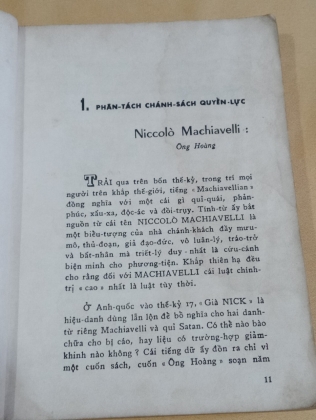 1. PHÂN-TÁCH CHÁNH-SÁCH QUYỀN-LỰC
Niccolò Machiavelli :
Ông Hoàng
TRẢI qua trên bốn thế-kỷ, trong trí mọi
người trên khắp thế-giới, tiếng «Machiavellian»
đồng nghĩa với một cái gì quỉ-quái, phản-
phúc, xấu-xa, độc-ác và đồi-trụy. Tĩnh-từ ấy bắt
nguồn từ cái tên NICCOLÒ MACHIAVELLI là
một biểu-tượng của nhà chánh-khách đầy mưu-
mô, thủ-đoạn, giả đạo-đức, vô luân-lý, tráo-trở
và bất-nhân mà triết-lý duy-nhất là cứu-cánh
biện minh cho phương-tiện. Khắp thiên hạ đều
cho rằng đối với MACHIAVELLI cái luật chính-
trị «cao» nhất là luật tùy thời.
Ở Anh-quốc vào thế-kỷ 17, «Già NICK» là
hiệu-danh dùng lẫn lộn để bồ nghĩa cho hai danh-
từ riêng Machiavelli và quỉ Satan. Có thể nào bào
chữa cho bị cáo, hay liệu có trường-hợp giảm-
khinh nào không ? Cái tiếng dữ ấy đồn ra chỉ vì
một cuốn sách, cuốn «Ông Hoàng» soạn năm
11